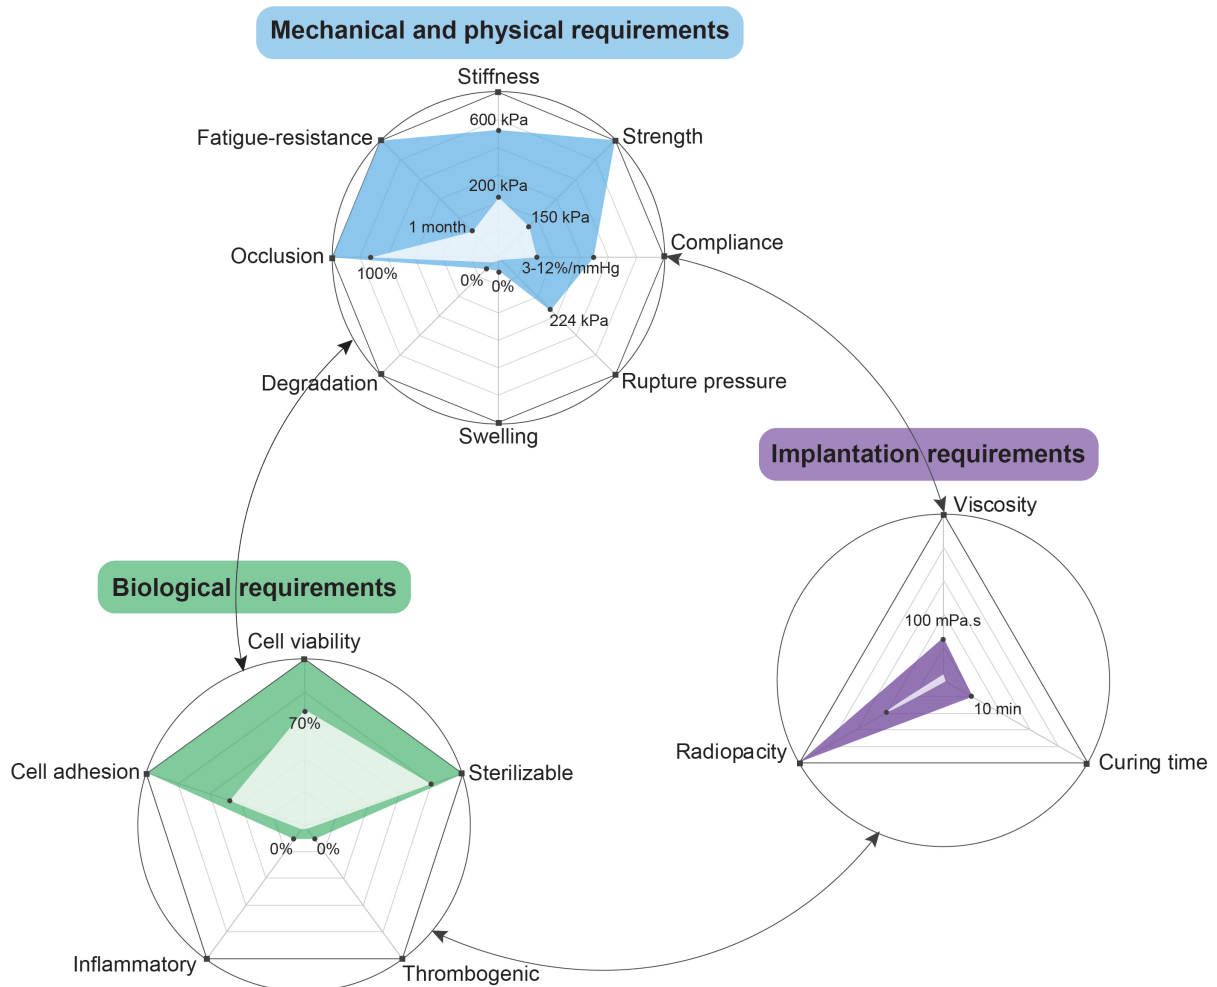 Mechanical and physical requirements
Stiffness
600 kPa
Fatigue-resistance
Strength
200 kPa
150 kPa
1 month
Compliance
Occlusion
100%
3-12%/mmHg
0%
0%
224 kPa
Degradation
Rupture pressure
Swelling
Implantation requirements
Viscosity
100 mPa.s
10 min
Radiopacity
Curing time
Biological requirements
Cell viability
70%
Cell adhesion
Sterilizable
0%
0%
Inflammatory
Thrombogenic